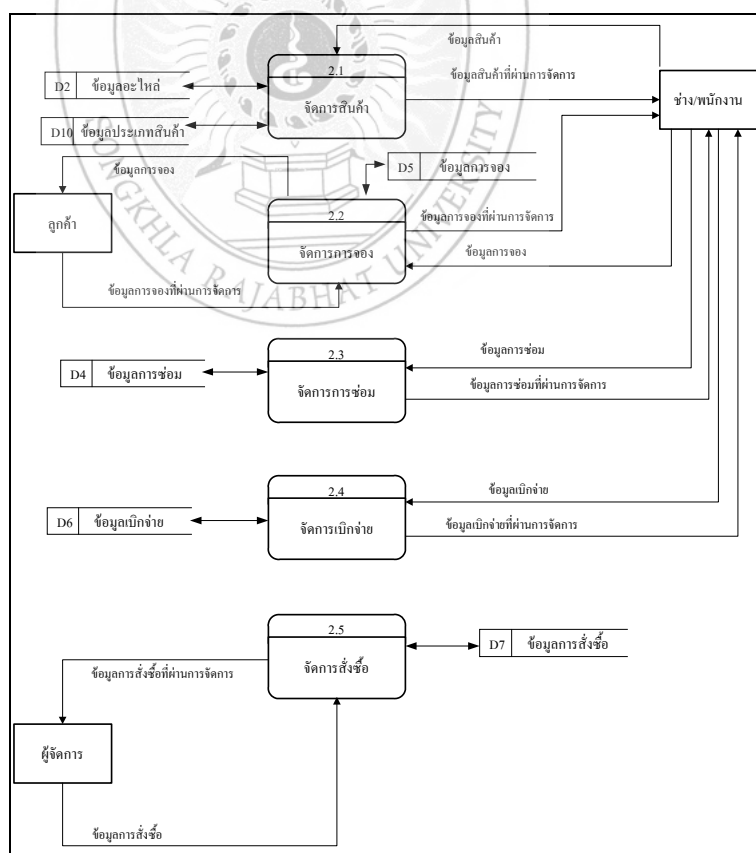 ข้อมูลสินค้า
2.1
D2 ข้อมูลอะไหล่
ข้อมูลสินค้าที่ผ่านการจัดการ
ช่าง/พนักงาน
จัดการสินค้า
D10 ข้อมูลประเภทสินค้า
ข้อมูลการจอง
D5 ข้อมูลการจอง
2.2
ข้อมูลการจองที่ผ่านการจัดการ
ลูกค้า
จัดการการจอง
ข้อมูลการจอง
ข้อมูลการจองที่ผ่านการจัดการ
SONGKHLA RAJABHAT UNIVERSITY
2.3
ข้อมูลการซ่อม
D4 ข้อมูลการซ่อม
ข้อมูลการซ่อมที่ผ่านการจัดการ
จัดการการซ่อม
2.4
ข้อมูลเบิกจ่าย
D6 ข้อมูลเบิกจ่าย
ข้อมูลเบิกจ่ายที่ผ่านการจัดการ
จัดการเบิกจ่าย
2.5
D7 ข้อมูลการสั่งซื้อ
จัดการสั่งซื้อ
ข้อมูลการสั่งซื้อที่ผ่านการจัดการ
ผู้จัดการ
ข้อมูลการสั่งซื้อ